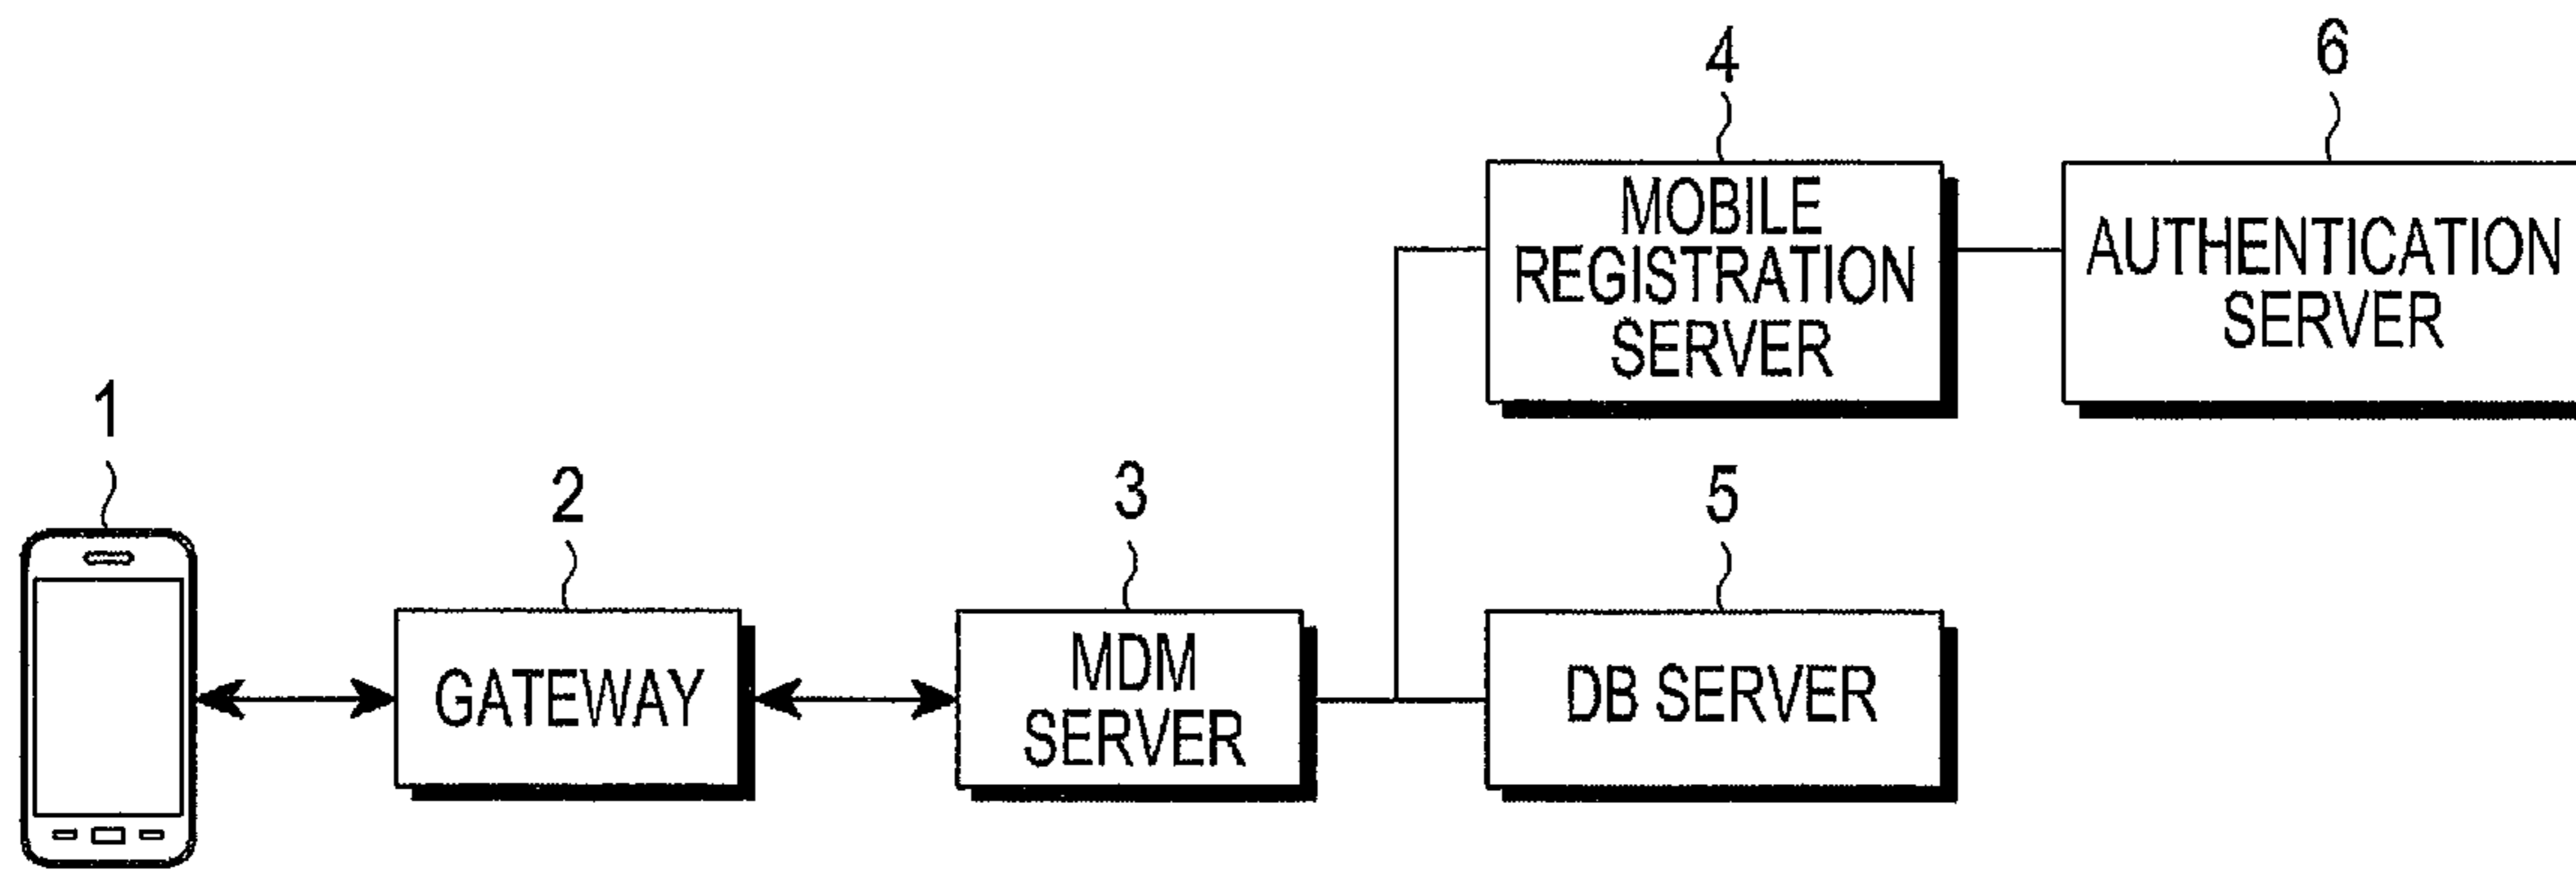 4
6
MOBILE
REGISTRATION
SERVER
AUTHENTICATION
SERVER
1
2
3
5
GATEWAY
MDM
SERVER
DB SERVER